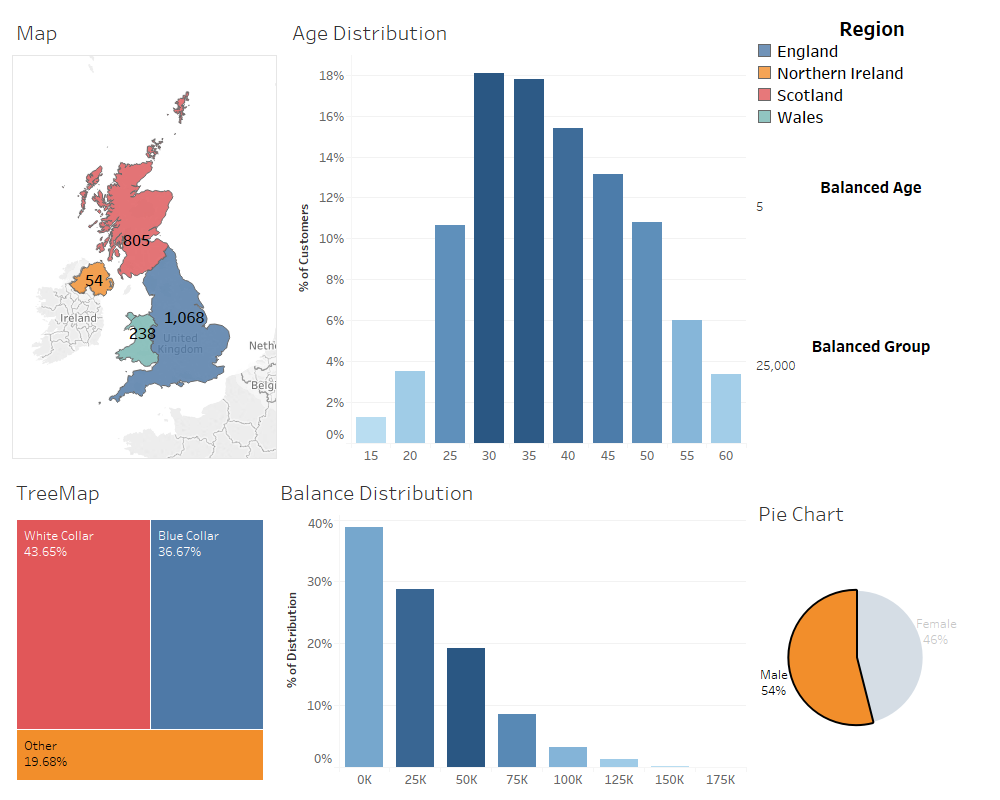 Map
805
54
Ireland
1,068
238
United
Kingdom
Neth
Belgi
Age Distribution
% of Customers
18%
16%
14%
12%
10%
8%
6%
4%
2%
0%
15 20 25 30 35 40 45 50 55 60
Region
England
Northern Ireland
Scotland
Wales
Balanced Age
5
Balanced Group
25,000
TreeMap
White Collar
43.65%
Blue Collar
36.67%
Other
19.68%
Balance Distribution
% of Distribution
40%
30%
20%
10%
0%
0K 25K 50K 75K 100K 125K 150K 175K
Pie Chart
Female
46%
Male
54%